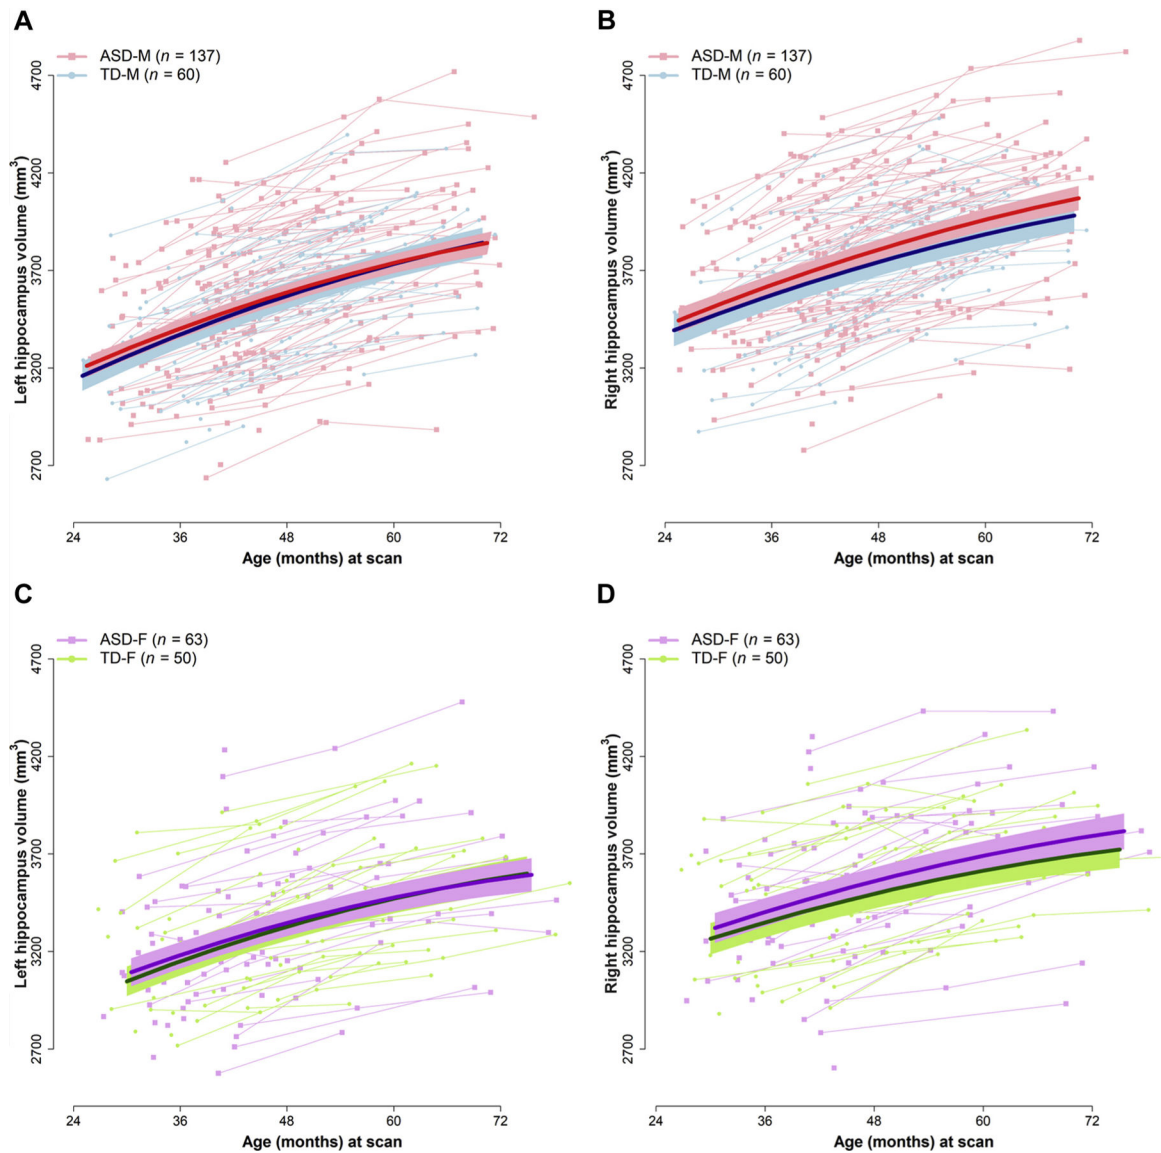 A
ASD-M (n = 137)
TD-M (n = 60)
Left hippocampus volume (mm³)
4700
4200
3700
3200
2700
24 36 48 60 72
Age (months) at scan
B
ASD-M (n = 137)
TD-M (n = 60)
Right hippocampus volume (mm³)
4700
4200
3700
3200
2700
24 36 48 60 72
Age (months) at scan
C
ASD-F (n = 63)
TD-F (n = 50)
Left hippocampus volume (mm³)
4700
4200
3700
3200
2700
24 36 48 60 72
Age (months) at scan
D
ASD-F (n = 63)
TD-F (n = 50)
Right hippocampus volume (mm³)
4700
4200
3700
3200
2700
24 36 48 60 72
Age (months) at scan